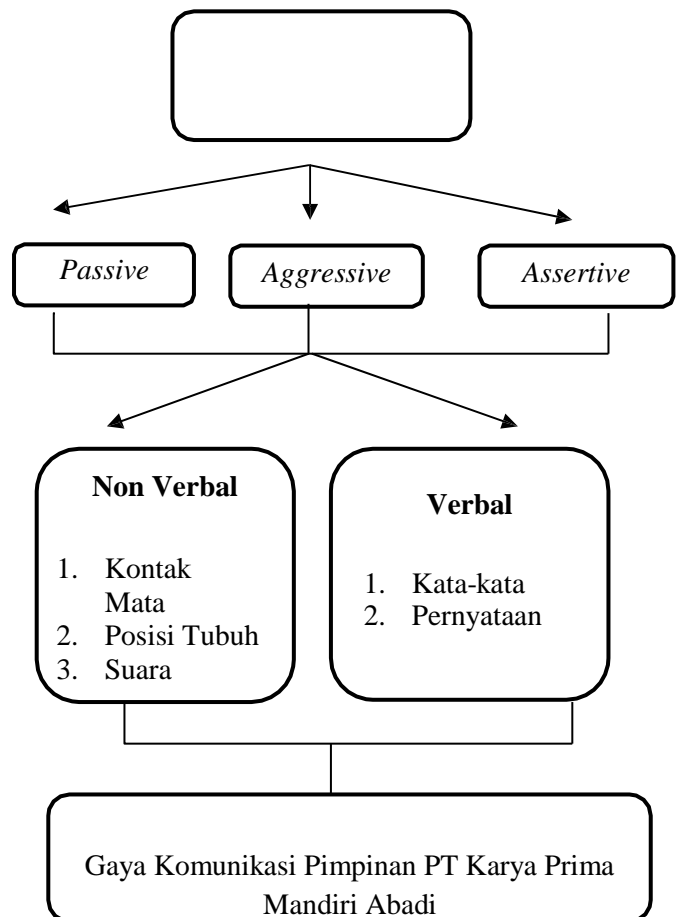 Passive
Aggressive
Assertive
Non Verbal
1. Kontak
Mata
2. Posisi Tubuh
3. Suara
Verbal
1. Kata-kata
2. Pernyataan
Gaya Komunikasi Pimpinan PT Karya Prima
Mandiri Abadi